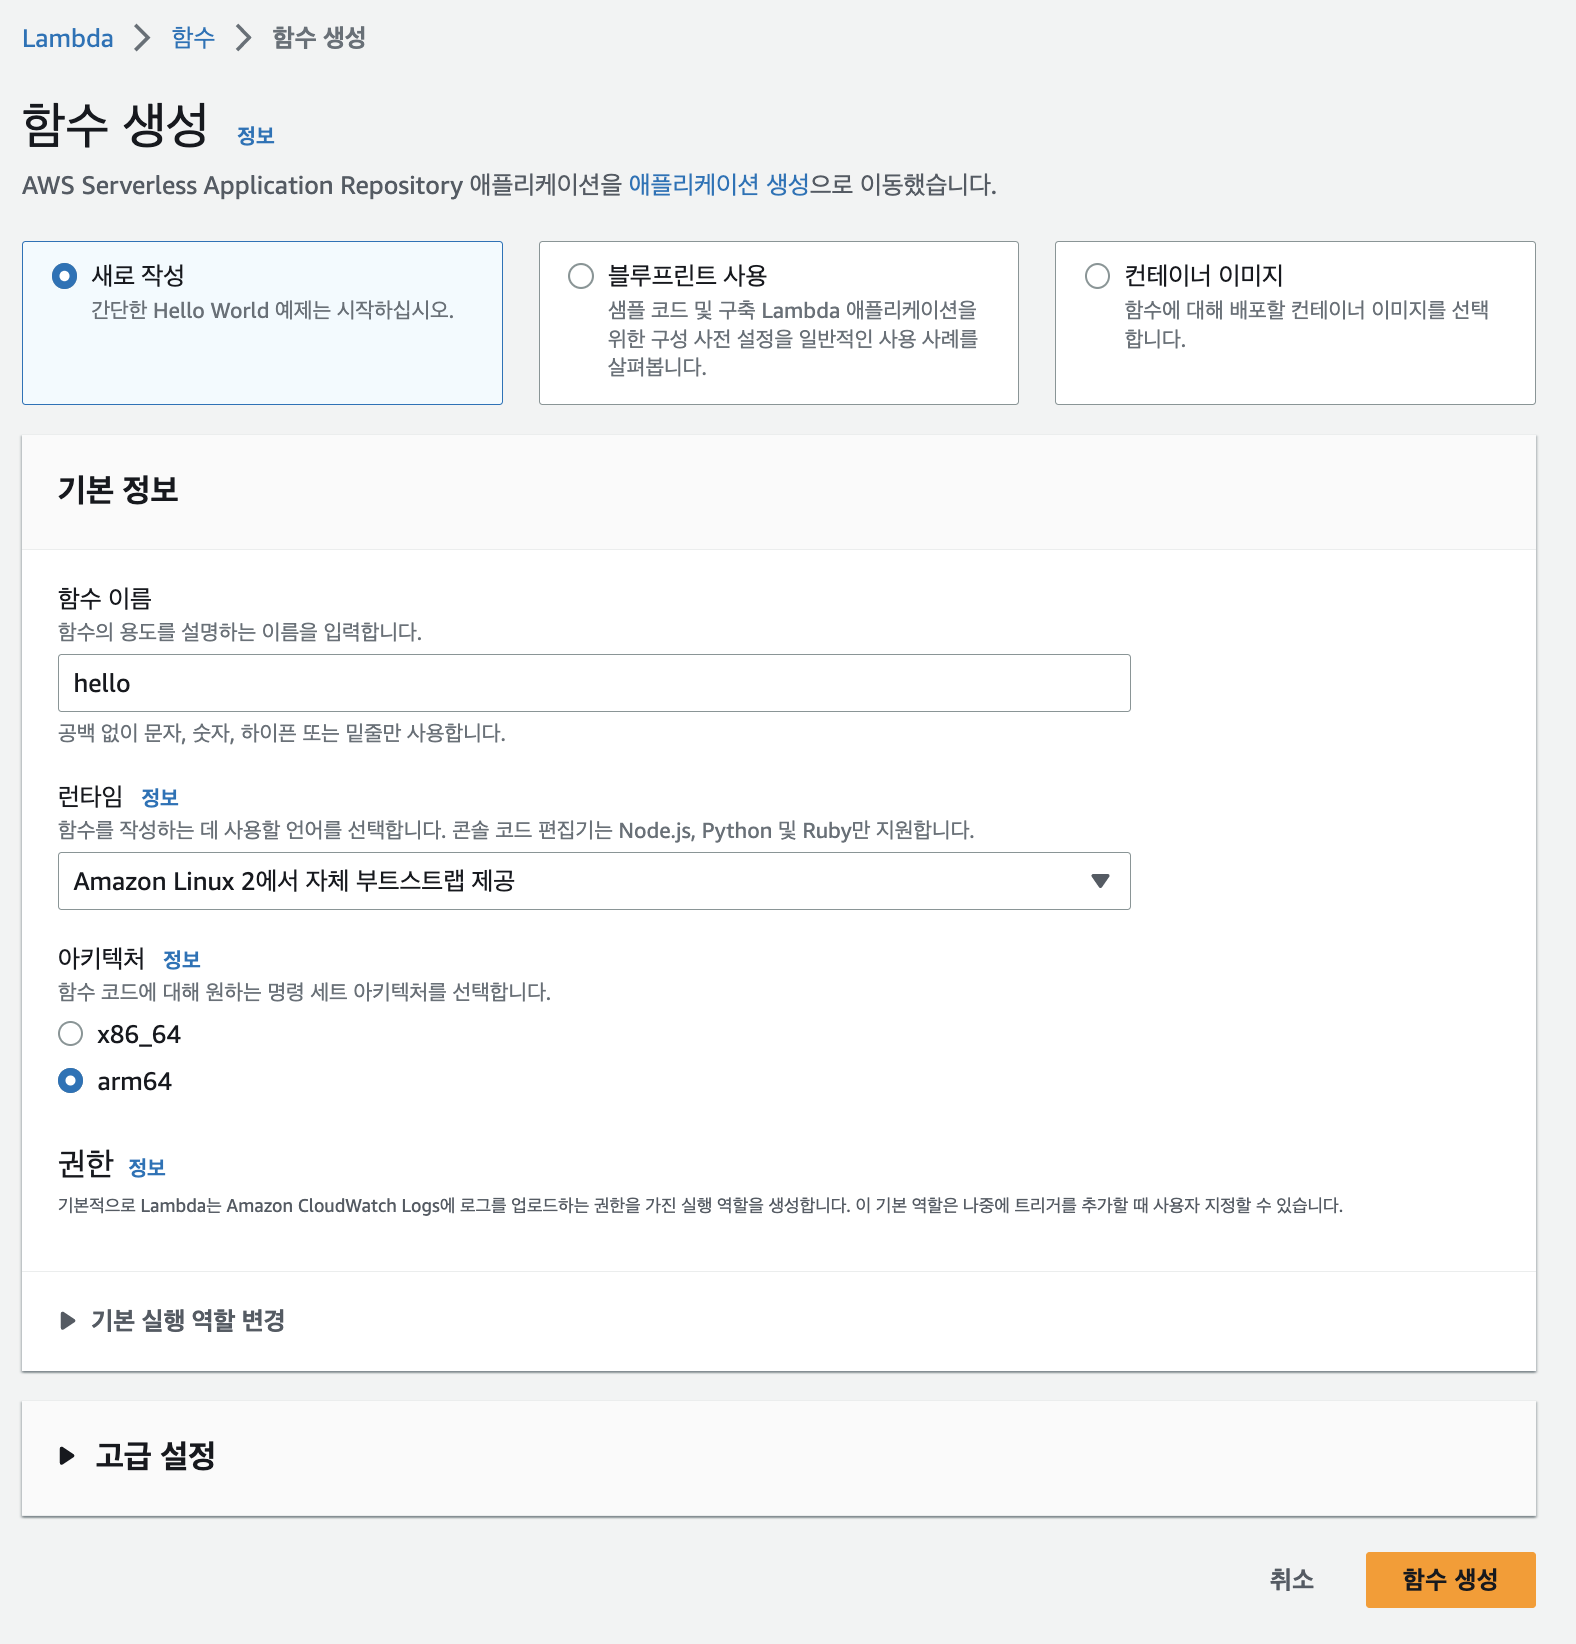 Lambda > 함수 > 함수 생성
함수 생성 정보
AWS Serverless Application Repository 애플리케이션을 애플리케이션 생성으로 이동했습니다.
새로 작성
간단한 Hello World 예제는 시작하십시오.
블루프린트 사용
샘플 코드 및 구축 Lambda 애플리케이션을
위한 구성 사전 설정을 일반적인 사용 사례를
살펴봅니다.
컨테이너 이미지
함수에 대해 배포할 컨테이너 이미지를 선택
합니다.
기본 정보
함수 이름
함수의 용도를 설명하는 이름을 입력합니다.
hello
공백 없이 문자, 숫자, 하이픈 또는 밑줄만 사용합니다.
런타임 정보
함수를 작성하는 데 사용할 언어를 선택합니다. 콘솔 코드 편집기는 Node.js, Python 및 Ruby만 지원합니다.
Amazon Linux 2에서 자체 부트스트랩 제공
아키텍처 정보
함수 코드에 대해 원하는 명령 세트 아키텍처를 선택합니다.
x86_64
arm64
권한 정보
기본적으로 Lambda는 Amazon CloudWatch Logs에 로그를 업로드하는 권한을 가진 실행 역할을 생성합니다. 이 기본 역할은 나중에 트리거를 추가할 때 사용자 지정할 수 있습니다.
기본 실행 역할 변경
고급 설정
취소
함수 생성